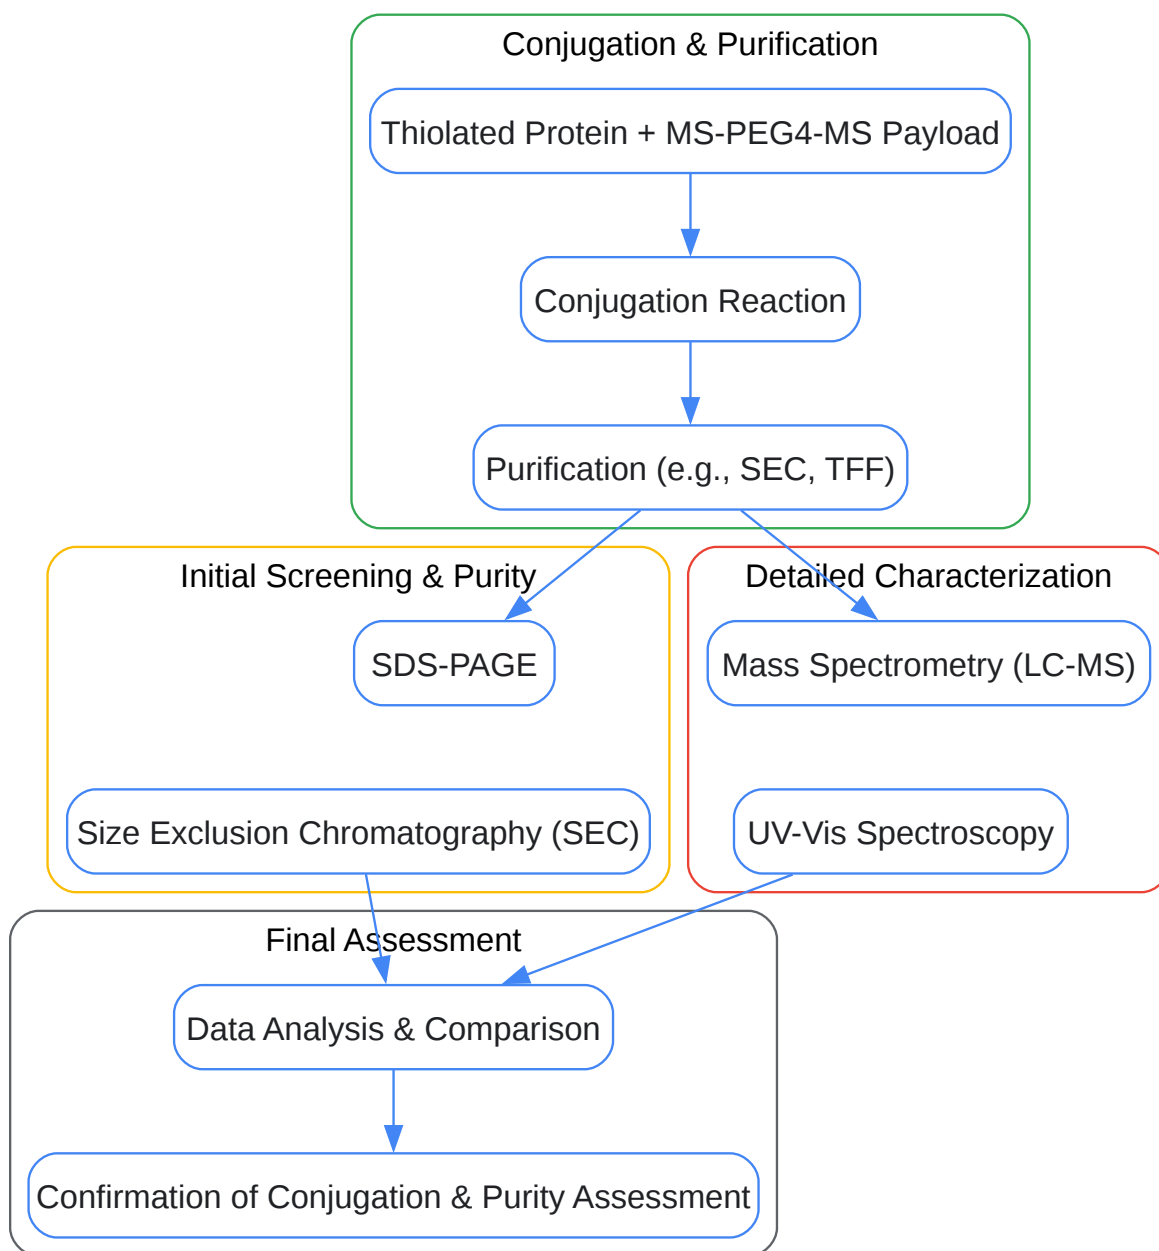 Conjugation & Purification
Thiolated Protein + MS-PEG4-MS Payload
Conjugation Reaction
Purification (e.g., SEC, TFF)
Initial Screening & Purity
SDS-PAGE
Size Exclusion Chromatography (SEC)
Detailed Characterization
Mass Spectrometry (LC-MS)
UV-Vis Spectroscopy
Final Assessment
Data Analysis & Comparison
Confirmation of Conjugation & Purity Assessment